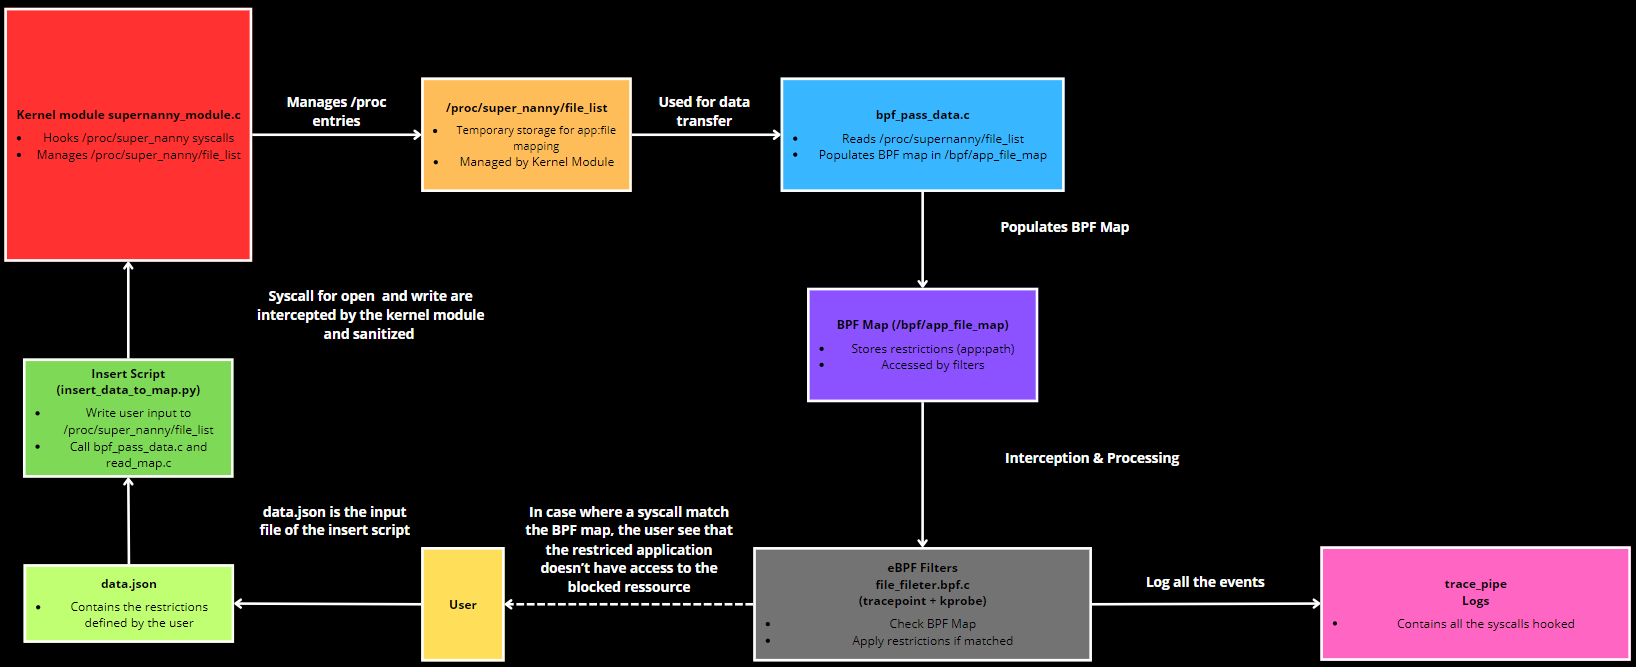 Kernel module supernanny_module.c
• Hooks /proc/super_nanny syscalls
• Manages /proc/super_nanny/file_list
Manages /proc
entries
/proc/super_nanny/file_list
• Temporary storage for app:file
mapping
• Managed by Kernel Module
Used for data
transfer
bpf_pass_data.c
• Reads /proc/supernanny/file_list
• Populates BPF map in /bpf/app_file_map
Populates BPF Map
Syscall for open and write are
intercepted by the kernel module
and sanitized
BPF Map (/bpf/app_file_map)
• Stores restrictions (app:path)
• Accessed by filters
Insert Script
(insert_data_to_map.py)
• Write user input to
/proc/super_nanny/file_list
• Call bpf_pass_data.c and
read_map.c
Interception & Processing
data.json is the input
file of the insert script
In case where a syscall match
the BPF map, the user see that
the restriced application
doesn't have access to the
blocked ressource
data.json
• Contains the restrictions
defined by the user
User
eBPF Filters
file_fileter.bpf.c
(tracepoint + kprobe)
• Check BPF Map
• Apply restrictions if matched
Log all the events
trace_pipe
Logs
• Contains all the syscalls hooked